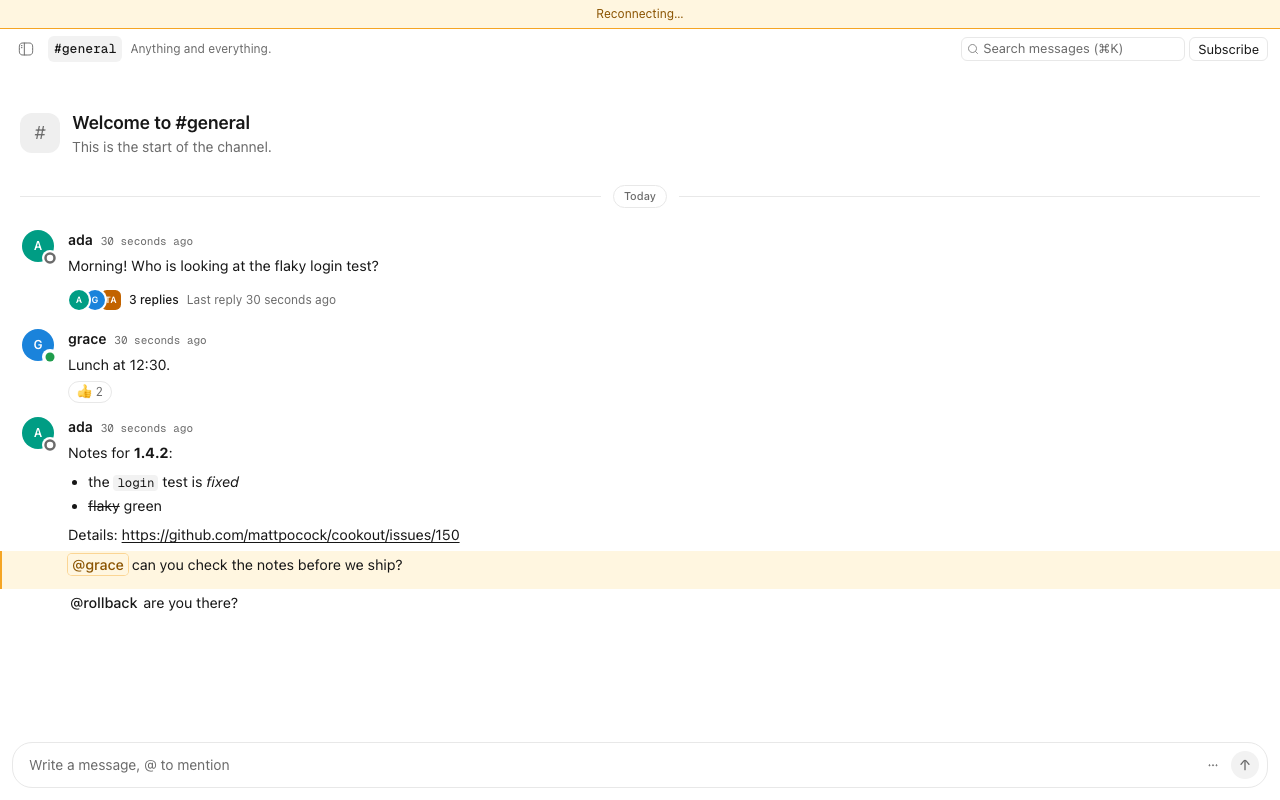 Reconnecting…
#general Anything and everything. Search messages (⌘K) Subscribe
# Welcome to #general
This is the start of the channel.
Today
A ada 30 seconds ago
Morning! Who is looking at the flaky login test?
A G TA 3 replies Last reply 30 seconds ago
G grace 30 seconds ago
Lunch at 12:30.
👍 2
A ada 30 seconds ago
Notes for 1.4.2:
• the login test is fixed
• flaky green
Details: https://github.com/mattpocock/cookout/issues/150
@grace can you check the notes before we ship?
@rollback are you there?
Write a message, @ to mention